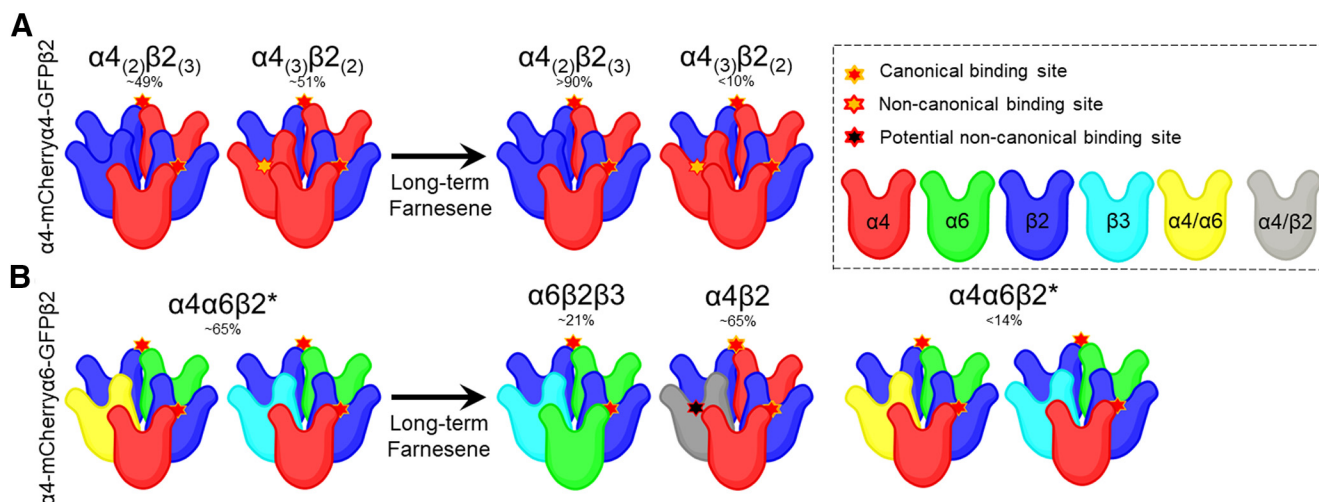 A
α4-mCherryα4-GFPβ2
α4(2)β2(3)
~49%
α4(3)β2(2)
~51%
Long-term
Farnesene
α4(2)β2(3)
>90%
α4(3)β2(2)
<10%
Canonical binding site
Non-canonical binding site
Potential non-canonical binding site
α4
α6
β2
β3
α4/α6
α4/β2
B
α4-mCherryα6-GFPβ2
α4α6β2*
~65%
Long-term
Farnesene
α6β2β3
~21%
α4β2
~65%
α4α6β2*
<14%